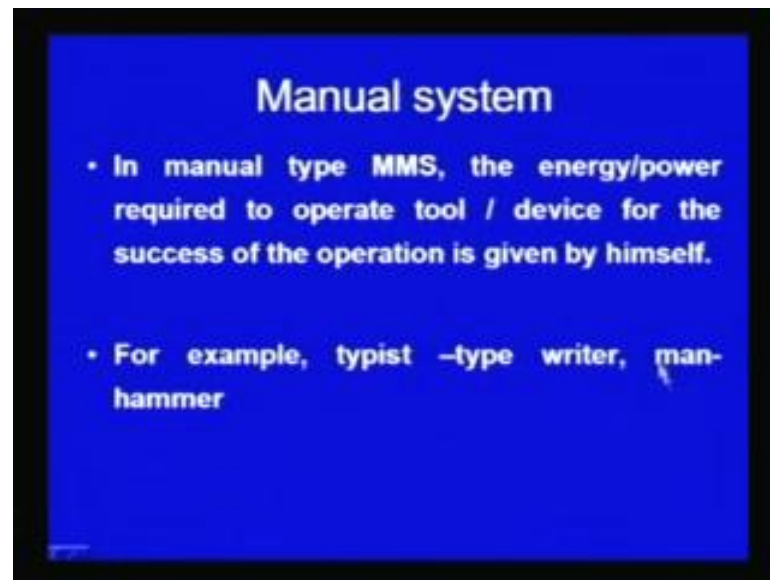 Manual system
• In manual type MMS, the energy/power
required to operate tool / device for the
success of the operation is given by himself.
• For example, typist –type writer, man-
hammer